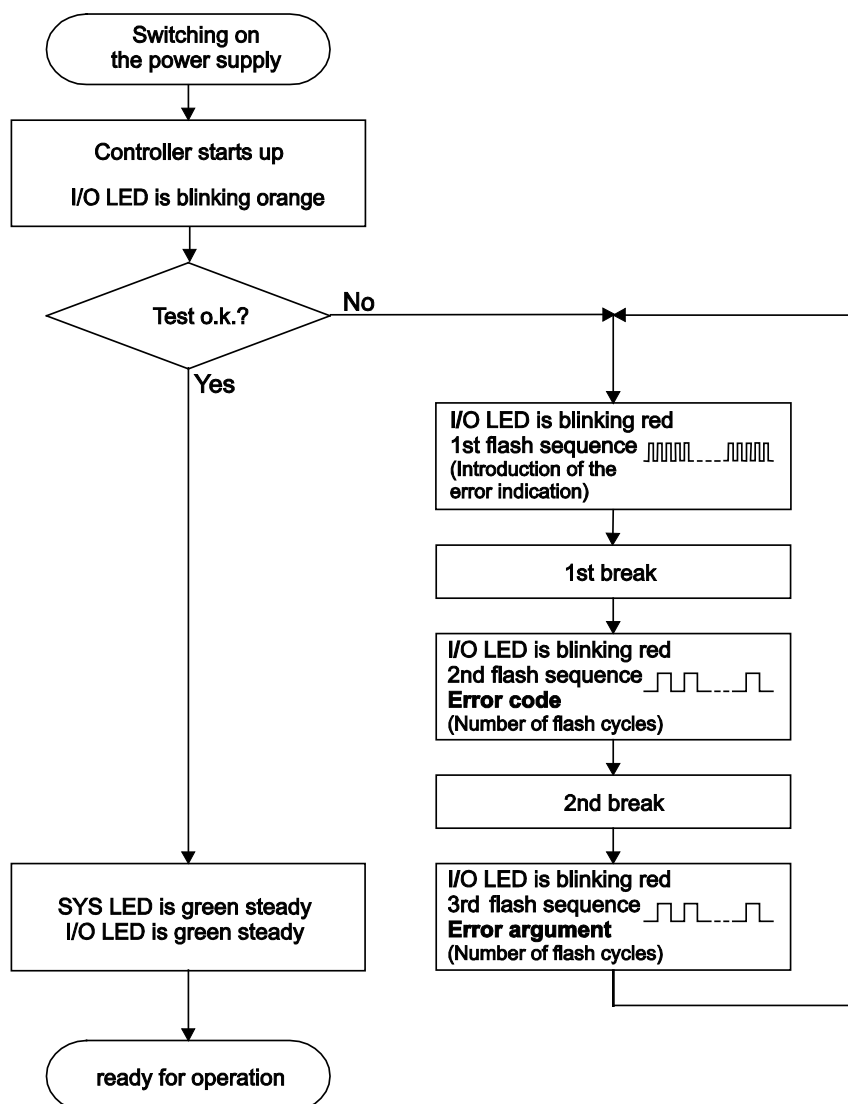 Switching on
the power supply
Controller starts up
I/O LED is blinking orange
Test o.k.?
No
Yes
I/O LED is blinking red
1st flash sequence
(Introduction of the
error indication)
1st break
I/O LED is blinking red
2nd flash sequence
Error code
(Number of flash cycles)
2nd break
I/O LED is blinking red
3rd flash sequence
Error argument
(Number of flash cycles)
SYS LED is green steady
I/O LED is green steady
ready for operation